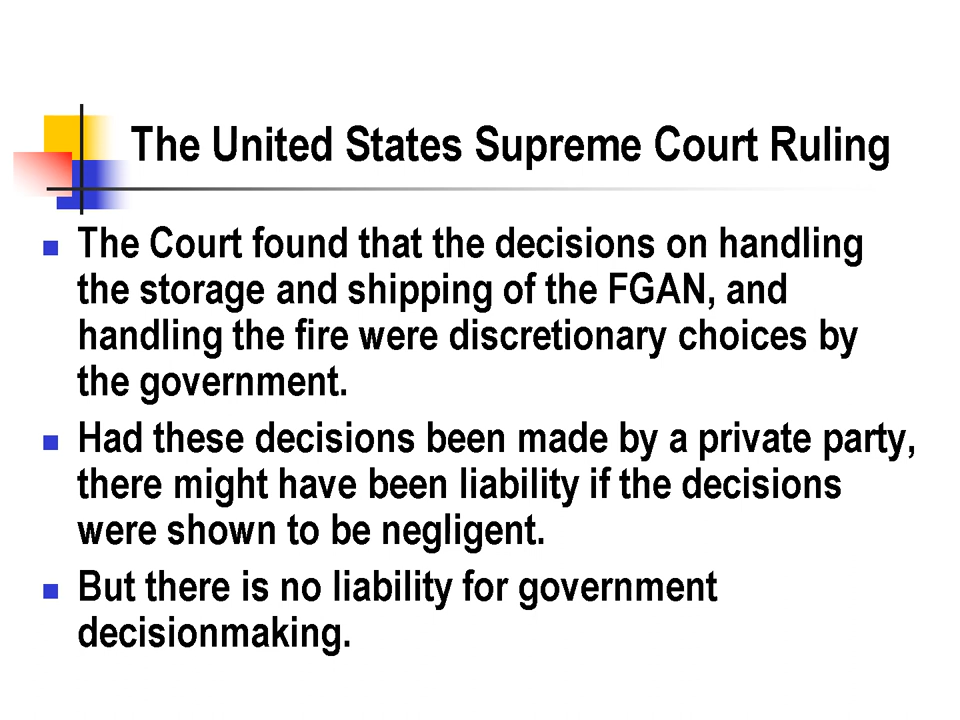 The United States Supreme Court Ruling
The Court found that the decisions on handling
the storage and shipping of the FGAN, and
handling the fire were discretionary choices by
the government.
Had these decisions been made by a private party,
there might have been liability if the decisions
were shown to be negligent.
But there is no liability for government
decisionmaking.